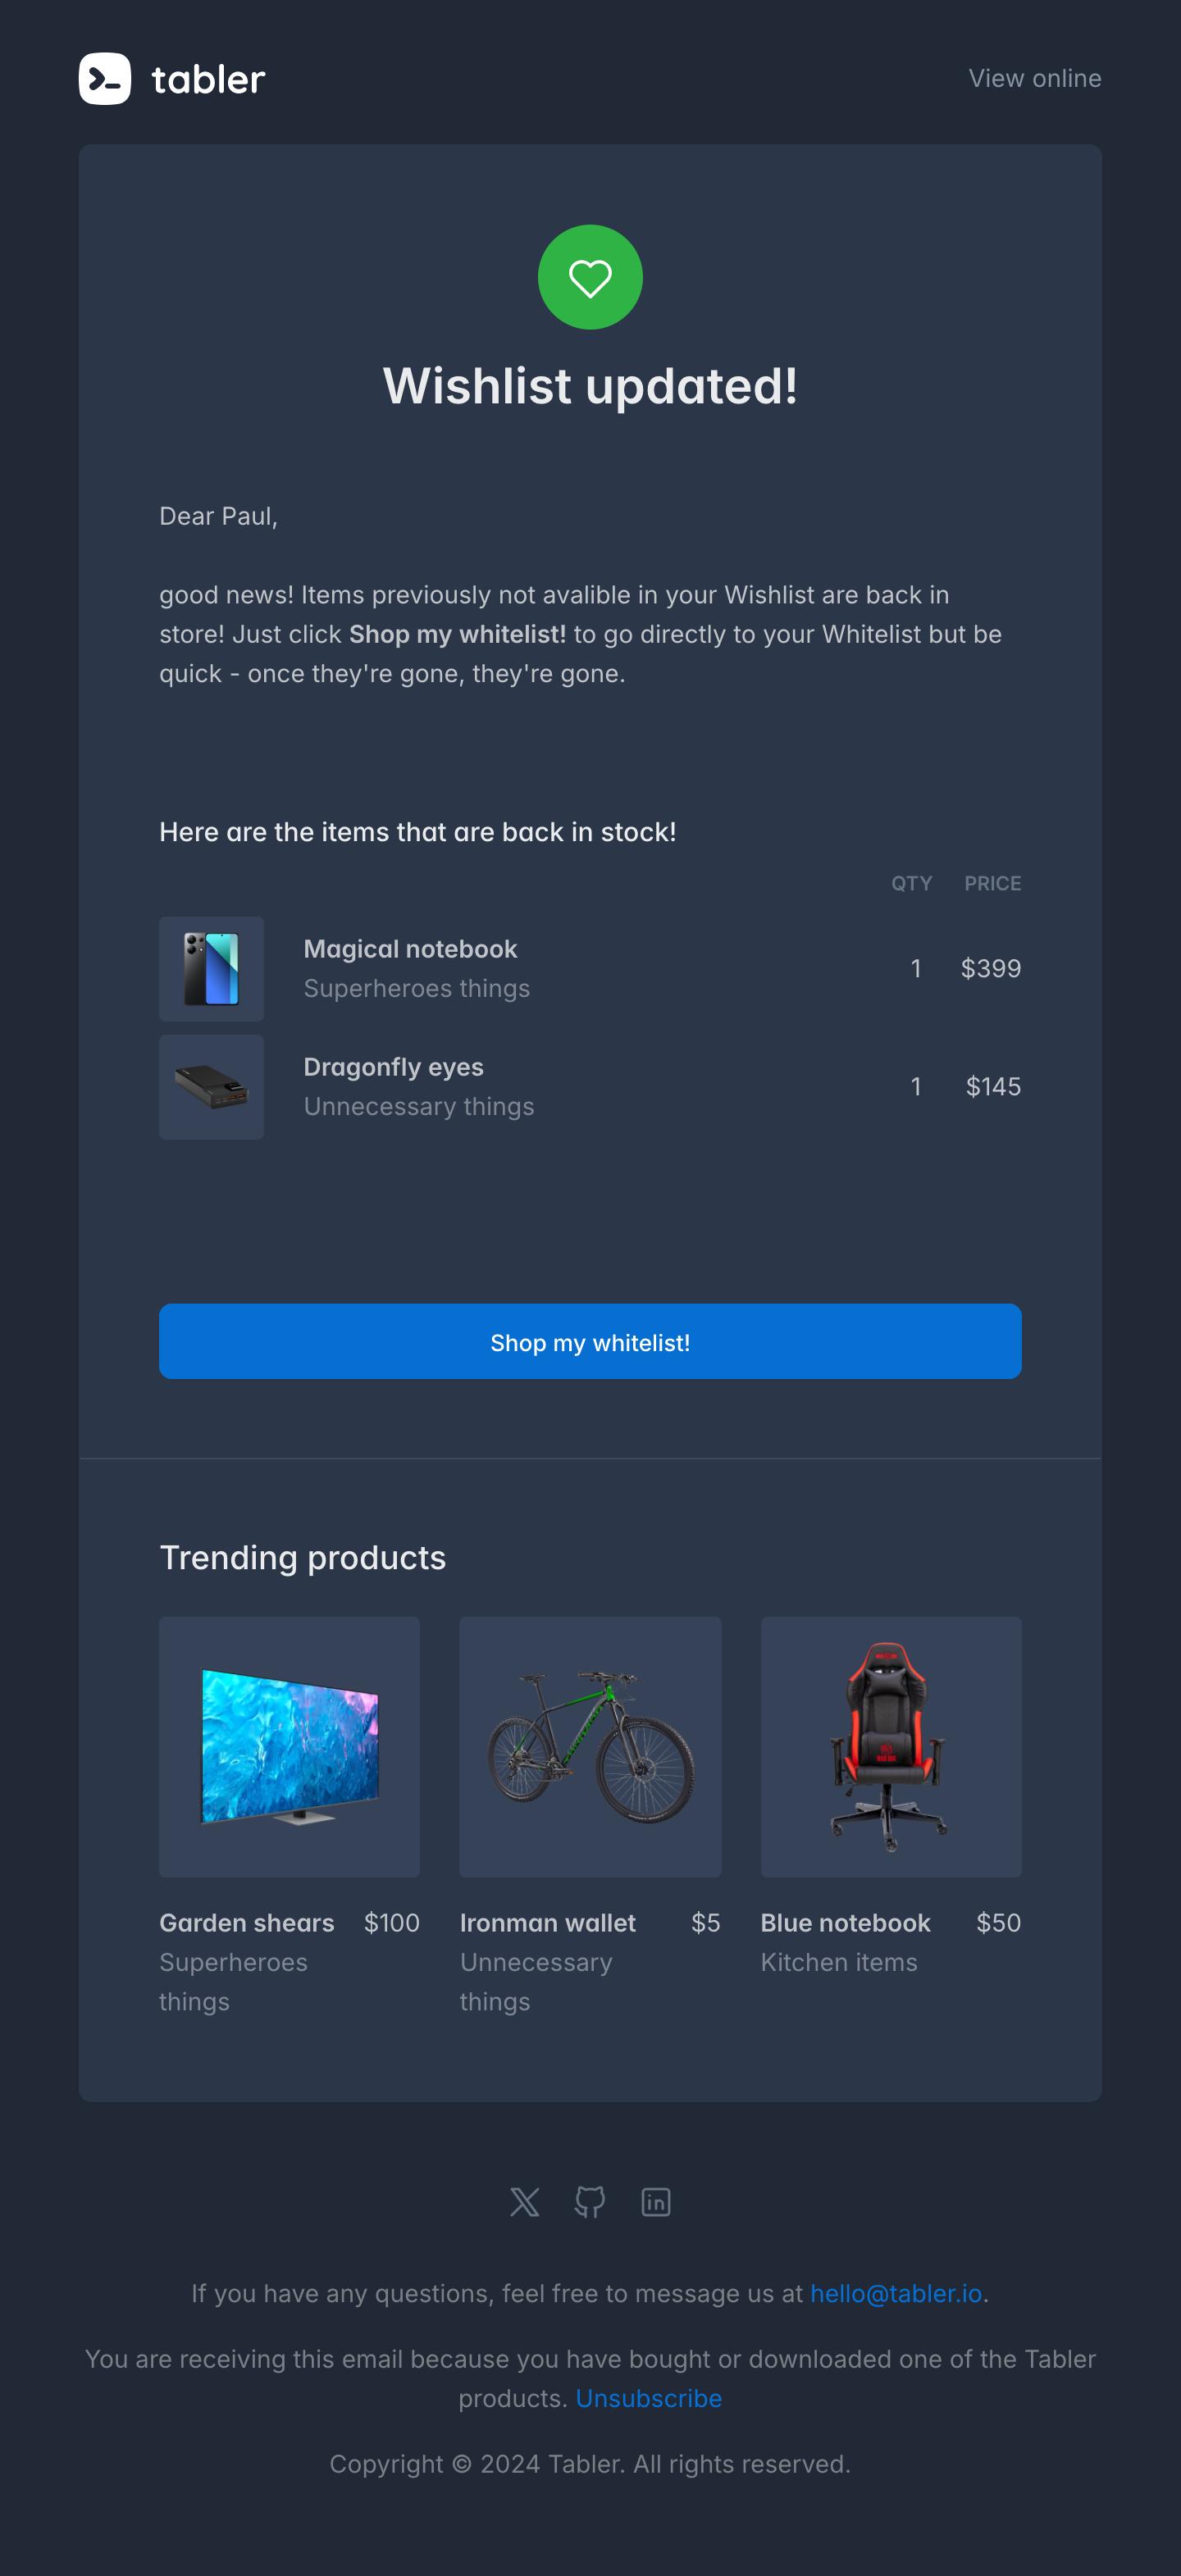 tabler
View online
Wishlist updated!
Dear Paul,
good news! Items previously not avalible in your Wishlist are back in
store! Just click Shop my whitelist! to go directly to your Whitelist but be
quick - once they're gone, they're gone.
Here are the items that are back in stock!
QTY PRICE
Magical notebook
Superheroes things
1 $399
Dragonfly eyes
Unnecessary things
1 $145
Shop my whitelist!
Trending products
Garden shears $100
Superheroes
things
Ironman wallet $5
Unnecessary
things
Blue notebook $50
Kitchen items
If you have any questions, feel free to message us at hello@tabler.io.
You are receiving this email because you have bought or downloaded one of the Tabler
products. Unsubscribe
Copyright © 2024 Tabler. All rights reserved.